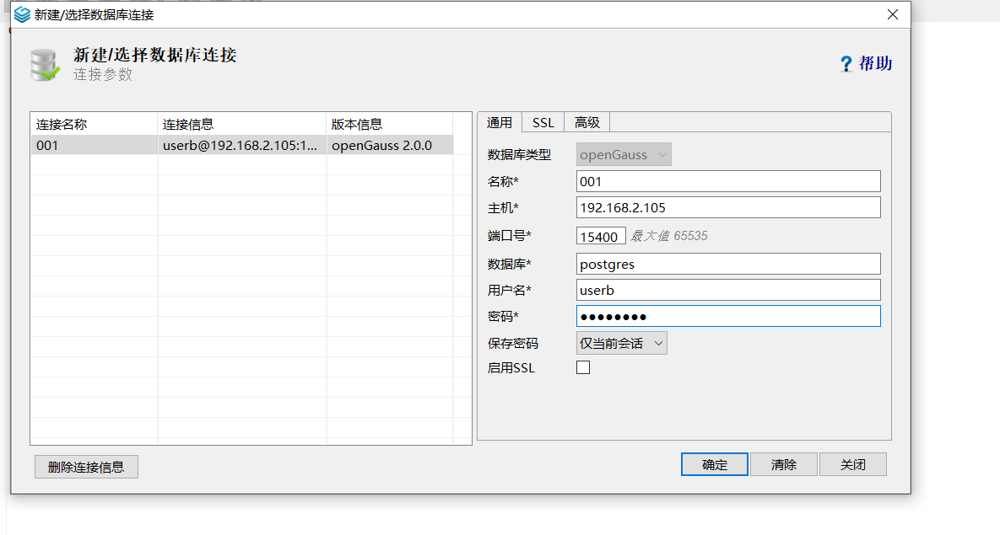 新建/选择数据库连接
新建/选择数据库连接
连接参数
? 帮助
连接名称 连接信息 版本信息
001 userb@192.168.2.105:1... openGauss 2.0.0
通用 SSL 高级
数据库类型 openGauss
名称* 001
主机* 192.168.2.105
端口号* 15400 最大值 65535
数据库* postgres
用户名* userb
密码* ●●●●●●●●
保存密码 仅当前会话
启用SSL
删除连接信息
确定 清除 关闭